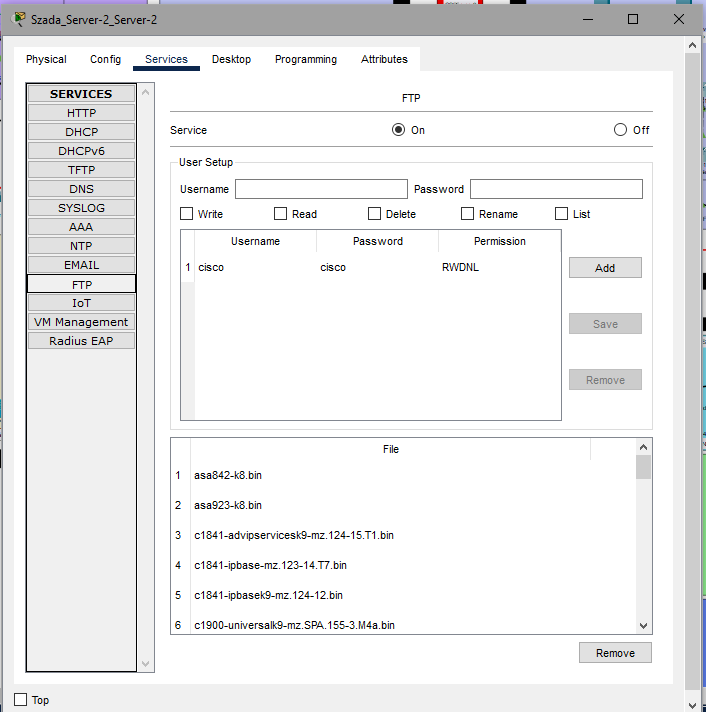 Szada_Server-2_Server-2
Physical Config Services Desktop Programming Attributes
SERVICES
HTTP
DHCP
DHCPv6
TFTP
DNS
SYSLOG
AAA
NTP
EMAIL
FTP
IoT
VM Management
Radius EAP
FTP
Service On Off
User Setup
Username Password
Write Read Delete Rename List
Username Password Permission
1 cisco cisco RWDNL
Add
Save
Remove
File
1 asa842-k8.bin
2 asa923-k8.bin
3 c1841-advipservicesk9-mz.124-15.T1.bin
4 c1841-ipbase-mz.123-14.T7.bin
5 c1841-ipbasek9-mz.124-12.bin
6 c1900-universalk9-mz.SPA.155-3.M4a.bin
Remove
Top